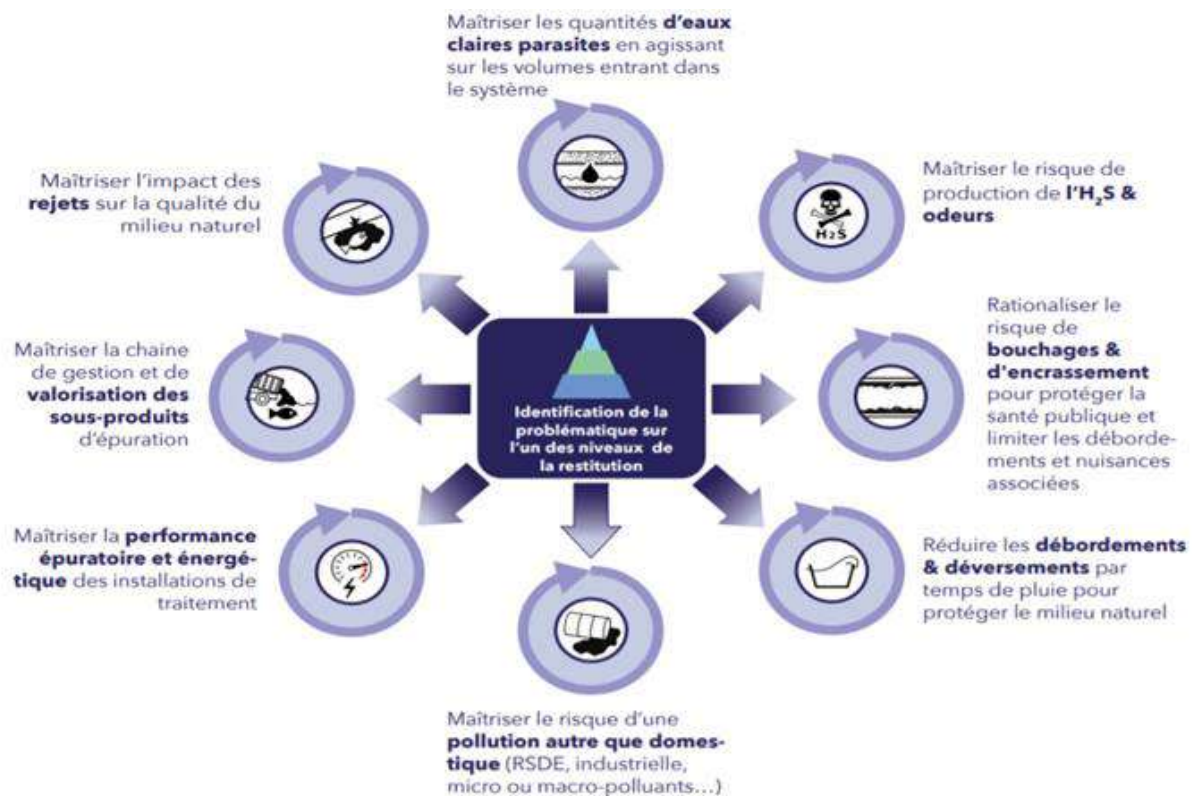 Maîtriser les quantités d'eaux
claires parasites en agissant
sur les volumes entrant dans
le système
Maîtriser l'impact des
rejets sur la qualité du
milieu naturel
Maîtriser le risque de
production de l'H₂S &
odeurs
H₂S
Maîtriser la chaine
de gestion et de
valorisation des
sous-produits
d'épuration
Identification de la
problématique sur
l'un des niveaux de
la restitution
Rationaliser le
risque de
bouchages &
d'encrassement
pour protéger la
santé publique et
limiter les déborde-
ments et nuisances
associées
Maîtriser la performance
épuratoire et énergé-
tique des installations de
traitement
Réduire les débordements
& déversements par
temps de pluie pour
protéger le milieu naturel
Maîtriser le risque d'une
pollution autre que domes-
tique (RSDE, industrielle,
micro ou macro-polluants…)